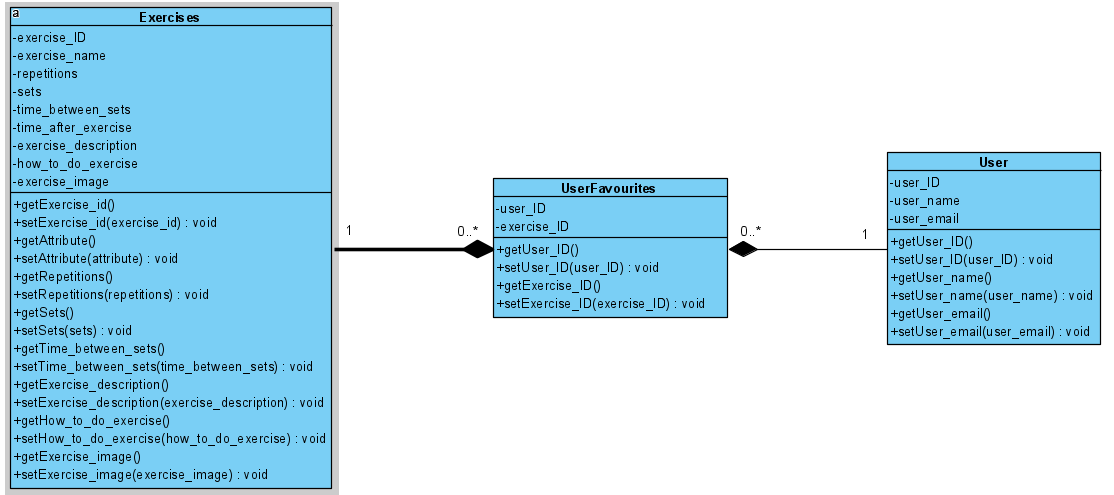 a
Exercises
-exercise_ID
-exercise_name
-repetitions
-sets
-time_between_sets
-time_after_exercise
-exercise_description
-how_to_do_exercise
-exercise_image
+getExercise_id()
+setExercise_id(exercise_id) : void
+getAttribute()
+setAttribute(attribute) : void
+getRepetitions()
+setRepetitions(repetitions) : void
+getSets()
+setSets(sets) : void
+getTime_between_sets()
+setTime_between_sets(time_between_sets) : void
+getExercise_description()
+setExercise_description(exercise_description) : void
+getHow_to_do_exercise()
+setHow_to_do_exercise(how_to_do_exercise) : void
+getExercise_image()
+setExercise_image(exercise_image) : void
1
0..*
UserFavourites
-user_ID
-exercise_ID
+getUser_ID()
+setUser_ID(user_ID) : void
+getExercise_ID()
+setExercise_ID(exercise_ID) : void
0..*
1
User
-user_ID
-user_name
-user_email
+getUser_ID()
+setUser_ID(user_ID) : void
+getUser_name()
+setUser_name(user_name) : void
+getUser_email()
+setUser_email(user_email) : void